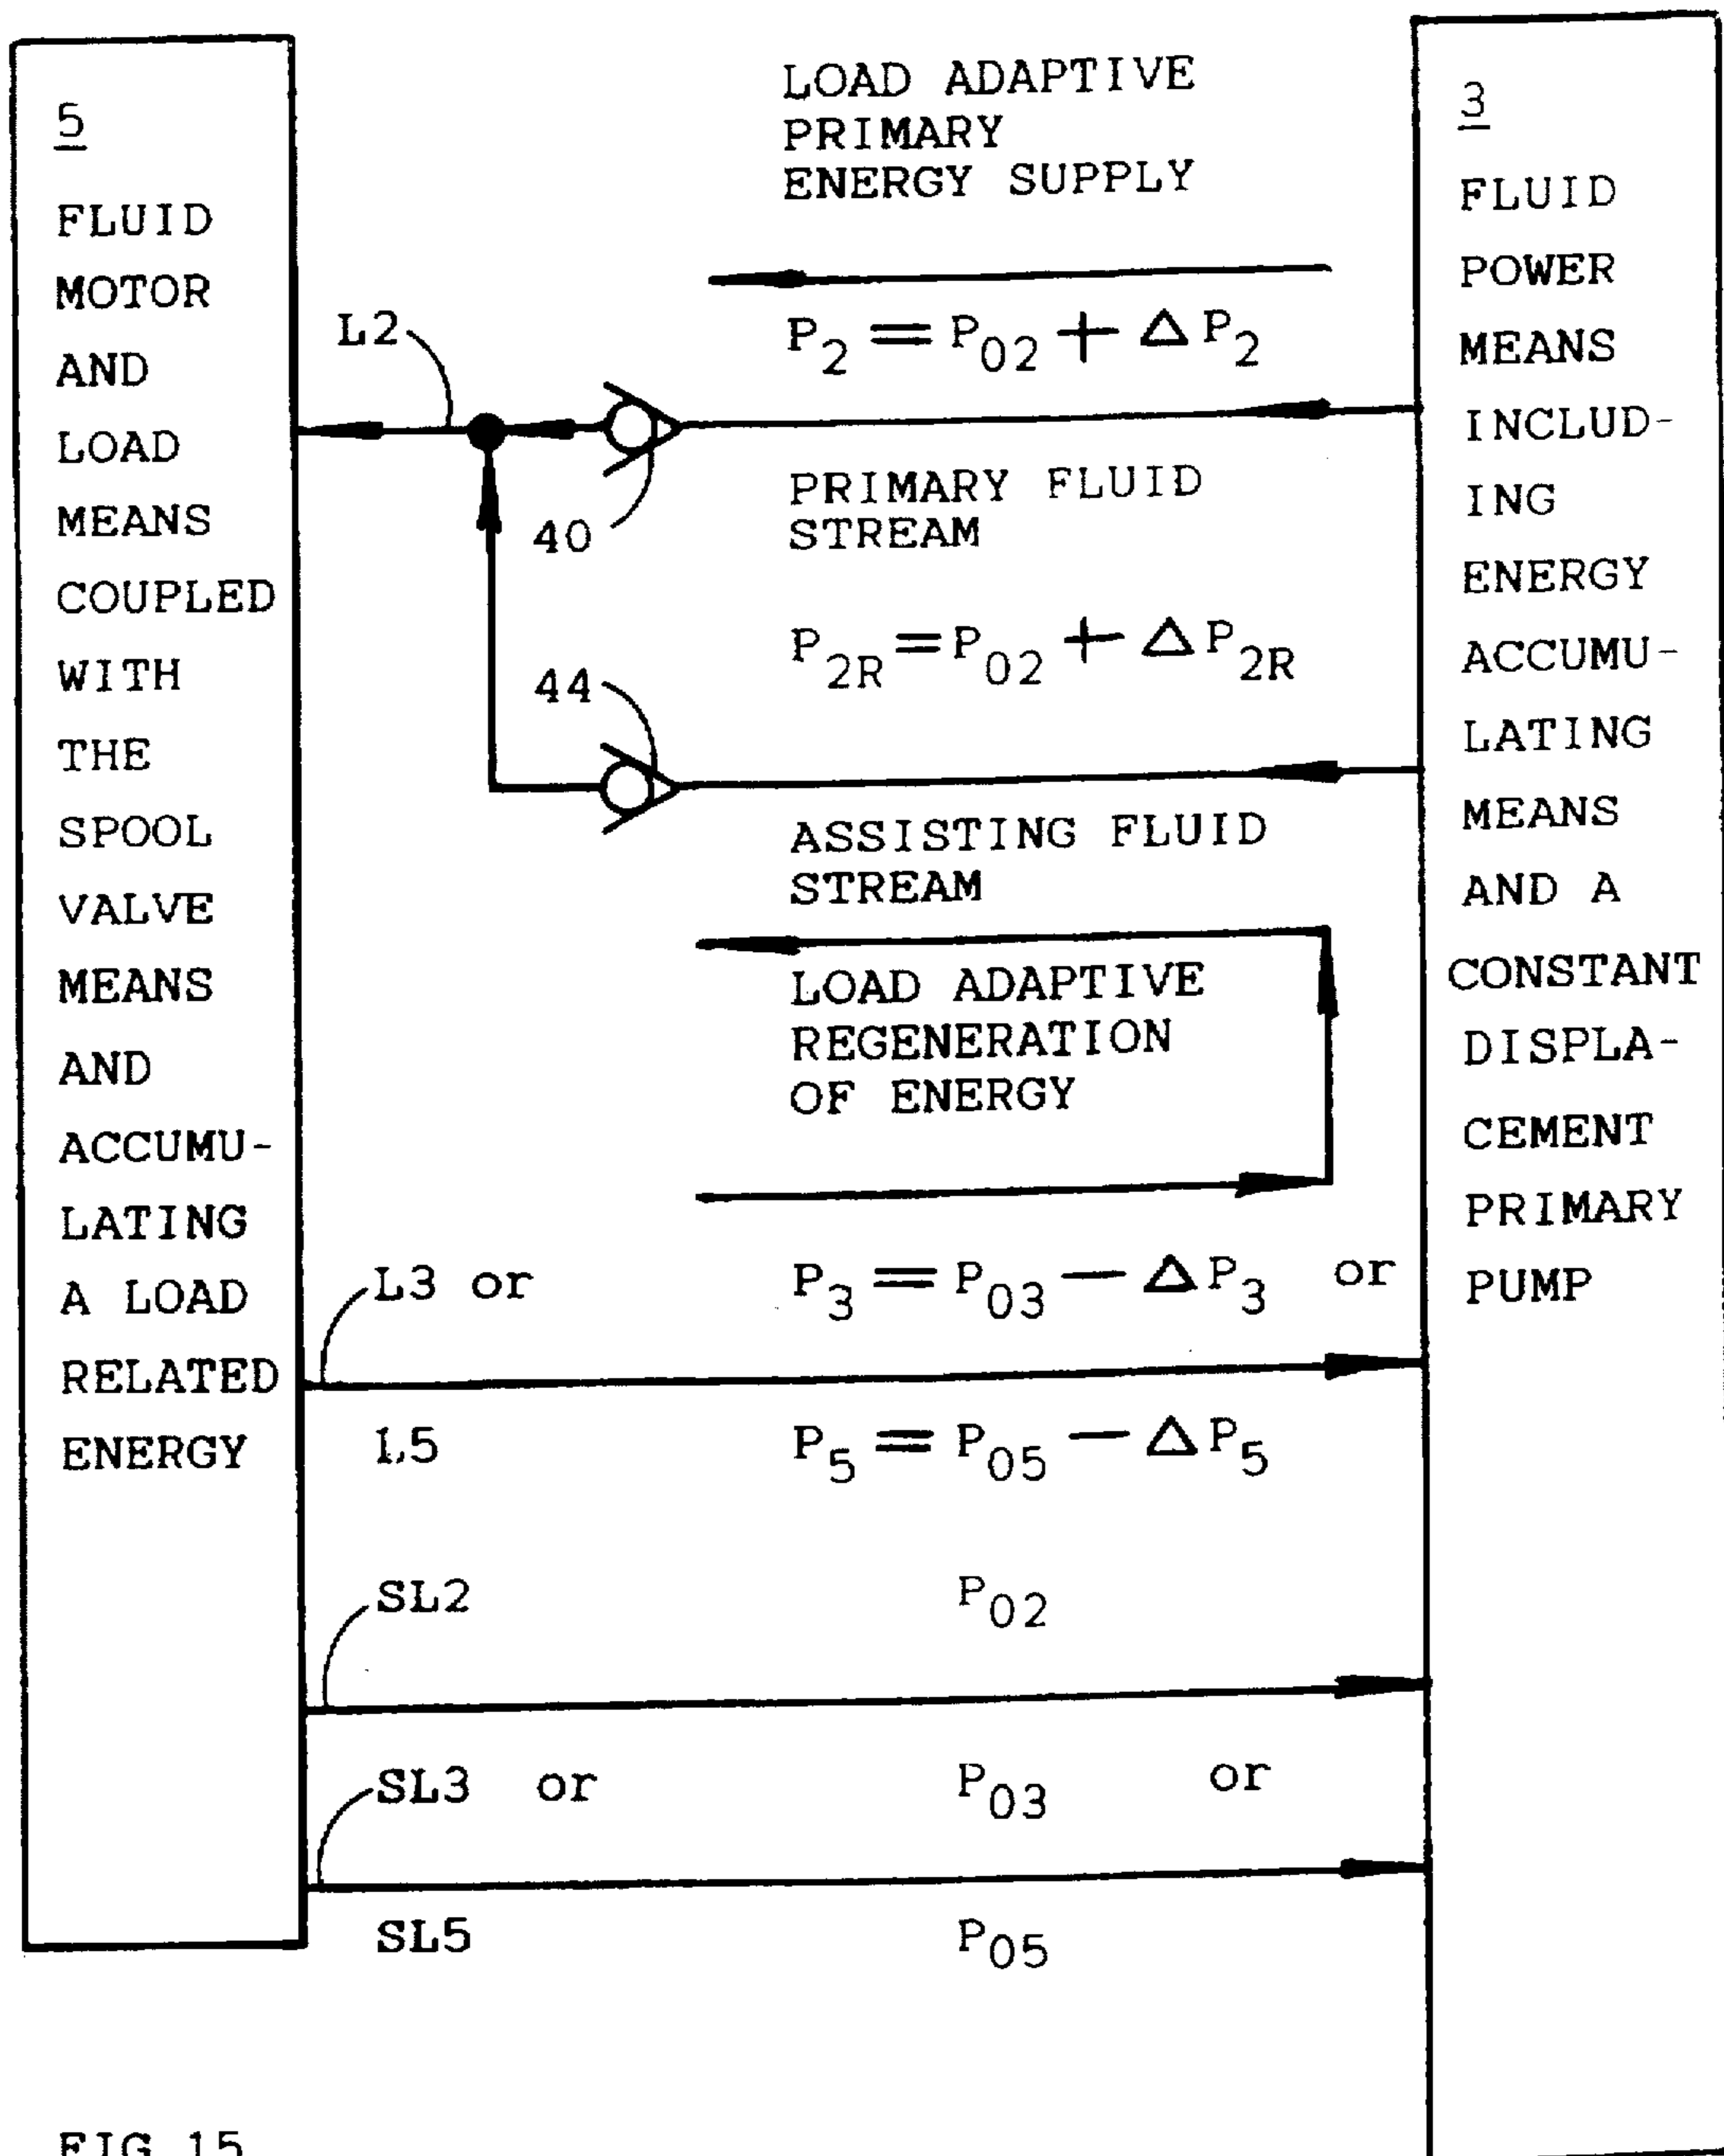 5
FLUID
MOTOR
AND
LOAD
MEANS
COUPLED
WITH
THE
SPOOL
VALVE
MEANS
AND
ACCUMU-
LATING
A LOAD
RELATED
ENERGY
LOAD ADAPTIVE
PRIMARY
ENERGY SUPPLY
L2
P2 = P02 + ΔP2
40
PRIMARY FLUID
STREAM
P2R = P02 + ΔP2R
44
ASSISTING FLUID
STREAM
LOAD ADAPTIVE
REGENERATION
OF ENERGY
L3 or
P3 = P03 − ΔP3 or
L5
P5 = P05 − ΔP5
SL2
P02
SL3 or
P03 or
SL5
P05
3
FLUID
POWER
MEANS
INCLUD-
ING
ENERGY
ACCUMU-
LATING
MEANS
AND A
CONSTANT
DISPLA-
CEMENT
PRIMARY
PUMP
FIG. 15